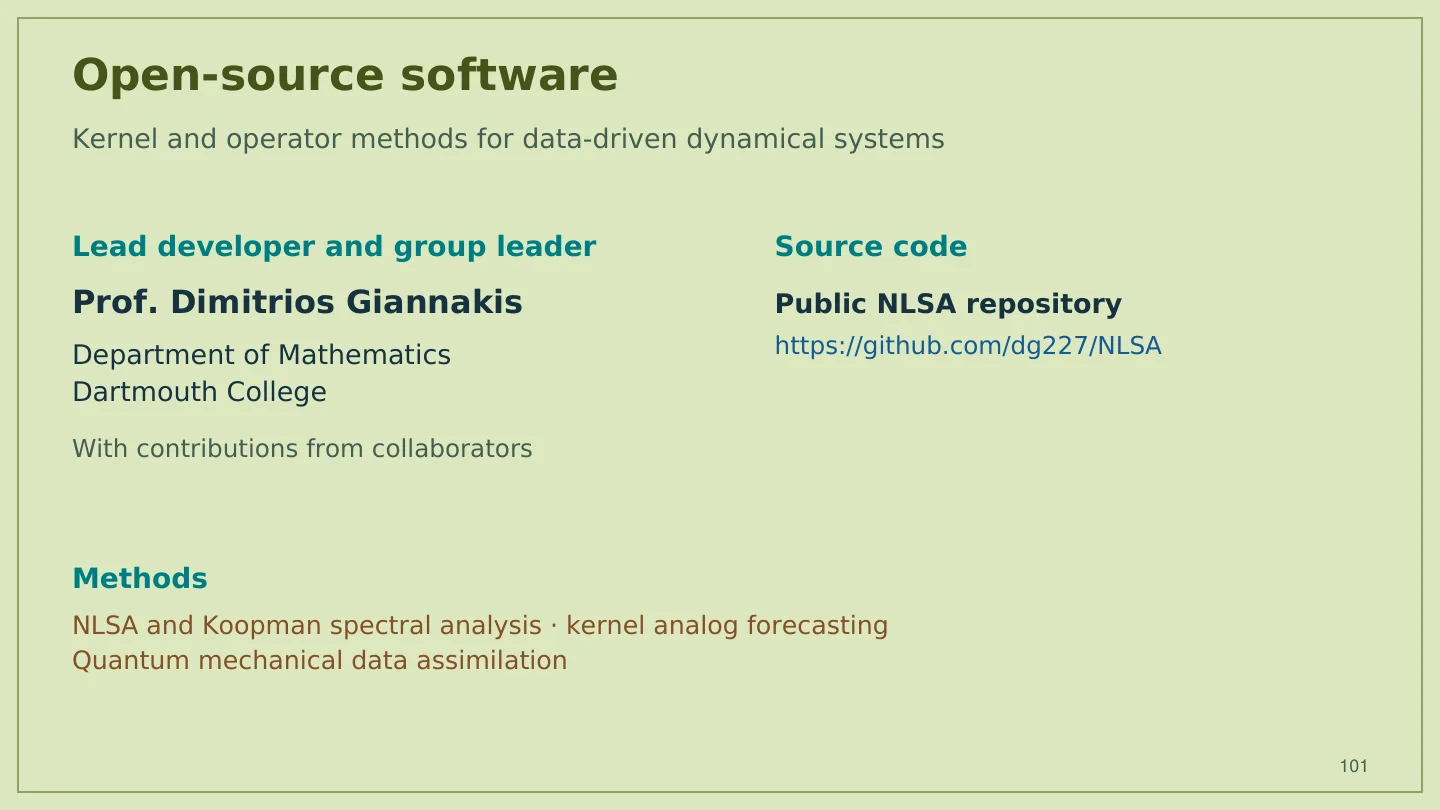 Open-source software
Kernel and operator methods for data-driven dynamical systems
Lead developer and group leader
Prof. Dimitrios Giannakis
Department of Mathematics
Dartmouth College
With contributions from collaborators
Source code
Public NLSA repository
https://github.com/dg227/NLSA
Methods
NLSA and Koopman spectral analysis · kernel analog forecasting
Quantum mechanical data assimilation
101